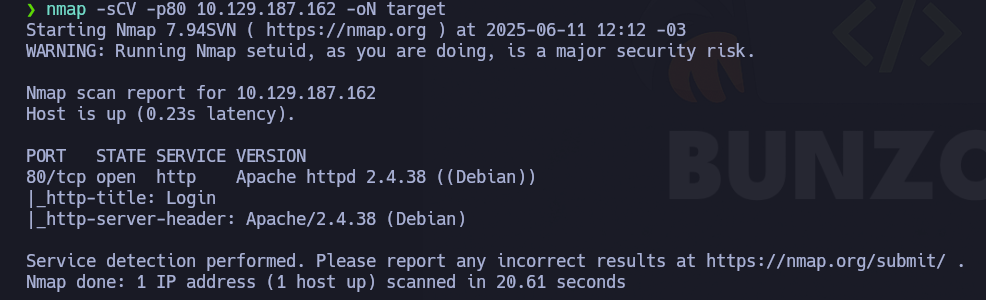 ❯ nmap -sCV -p80 10.129.187.162 -oN target
Starting Nmap 7.94SVN ( https://nmap.org ) at 2025-06-11 12:12 -03
WARNING: Running Nmap setuid, as you are doing, is a major security risk.
Nmap scan report for 10.129.187.162
Host is up (0.23s latency).
PORT   STATE SERVICE VERSION
80/tcp open  http    Apache httpd 2.4.38 ((Debian))
|_http-title: Login
|_http-server-header: Apache/2.4.38 (Debian)
Service detection performed. Please report any incorrect results at https://nmap.org/submit/ .
Nmap done: 1 IP address (1 host up) scanned in 20.61 seconds